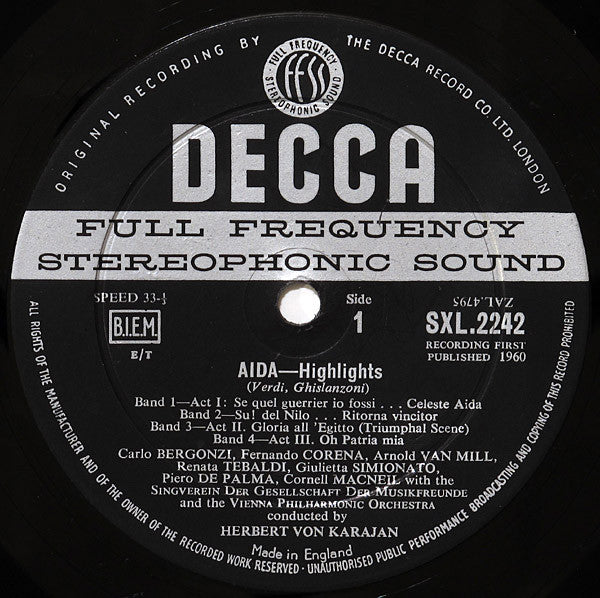 ORIGINAL RECORDING BY THE DECCA RECORD CO. LTD. LONDON
FULL FREQUENCY
STEREOPHONIC SOUND
FFSS
DECCA
FULL FREQUENCY
STEREOPHONIC SOUND
SPEED 33-⅓
Side
ZAL.4795
B.I.E.M.
1
SXL.2242
E/T
RECORDING FIRST
PUBLISHED 1960
AIDA—Highlights
(Verdi, Ghislanzoni)
Band 1—Act I: Se quel guerrier io fossi . . . Celeste Aida
Band 2—Su! del Nilo . . . Ritorna vincitor
Band 3—Act II. Gloria all 'Egitto (Triumphal Scene)
Band 4—Act III. Oh Patria mia
Carlo BERGONZI, Fernando CORENA, Arnold VAN MILL,
Renata TEBALDI, Giulietta SIMIONATO,
Piero DE PALMA, Cornell MACNEIL with the
SINGVEREIN DER GESELLSCHAFT DER MUSIKFREUNDE
and the VIENNA PHILHARMONIC ORCHESTRA
conducted by
HERBERT VON KARAJAN
Made in England
ALL RIGHTS OF THE MANUFACTURER AND OF THE OWNER OF THE RECORDED WORK RESERVED · UNAUTHORISED PUBLIC PERFORMANCE BROADCASTING AND COPYING OF THIS RECORD PROHIBITED